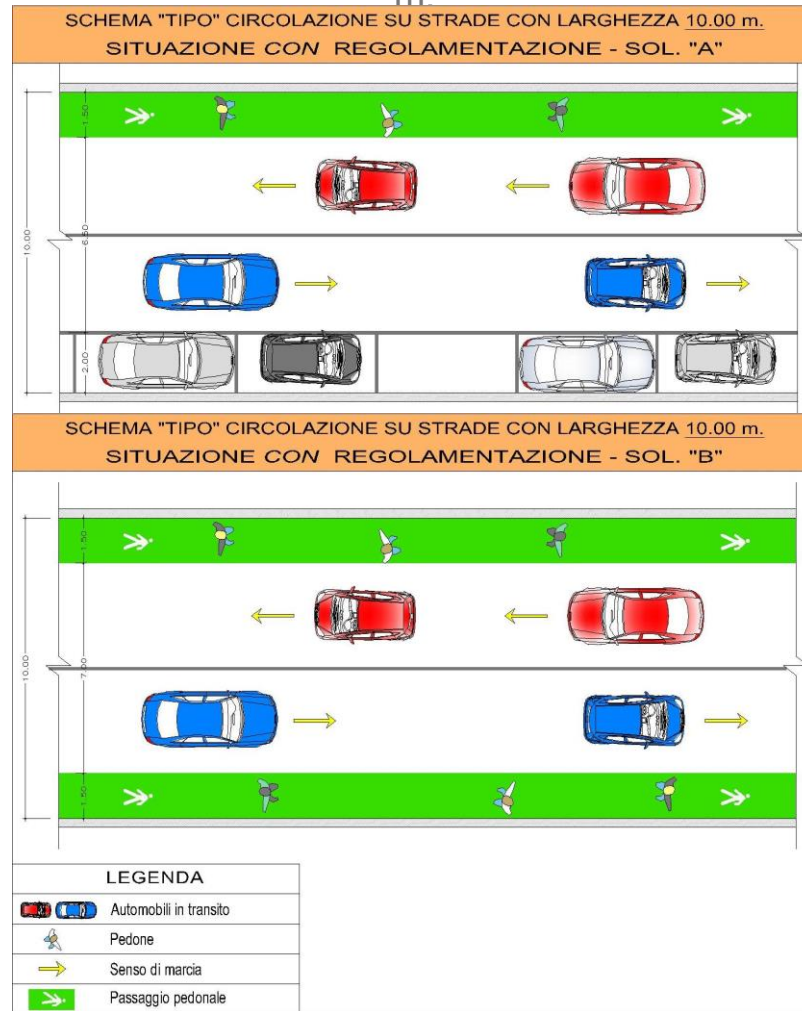 m.
SCHEMA "TIPO" CIRCOLAZIONE SU STRADE CON LARGHEZZA 10.00 m.
SITUAZIONE CON REGOLAMENTAZIONE - SOL. "A"
1.50
10.00
6.50
2.00
SCHEMA "TIPO" CIRCOLAZIONE SU STRADE CON LARGHEZZA 10.00 m.
SITUAZIONE CON REGOLAMENTAZIONE - SOL. "B"
1.50
10.00
7.00
1.50
LEGENDA
Automobili in transito
Pedone
Senso di marcia
Passaggio pedonale